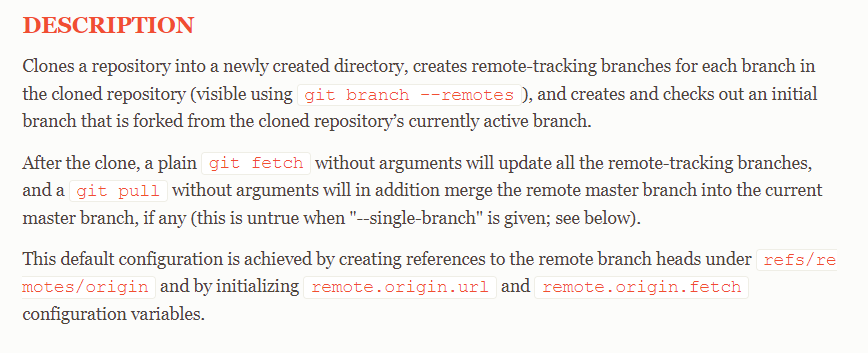 DESCRIPTION
Clones a repository into a newly created directory, creates remote-tracking branches for each branch in
the cloned repository (visible using git branch --remotes), and creates and checks out an initial
branch that is forked from the cloned repository’s currently active branch.
After the clone, a plain git fetch without arguments will update all the remote-tracking branches,
and a git pull without arguments will in addition merge the remote master branch into the current
master branch, if any (this is untrue when "--single-branch" is given; see below).
This default configuration is achieved by creating references to the remote branch heads under refs/re
motes/origin and by initializing remote.origin.url and remote.origin.fetch
configuration variables.